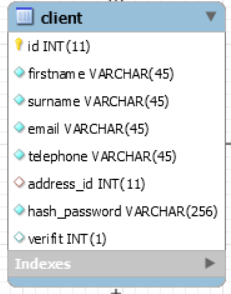 client
id INT(11)
firstname VARCHAR(45)
surname VARCHAR(45)
email VARCHAR(45)
telephone VARCHAR(45)
address_id INT(11)
hash_password VARCHAR(256)
verifit INT(1)
Indexes